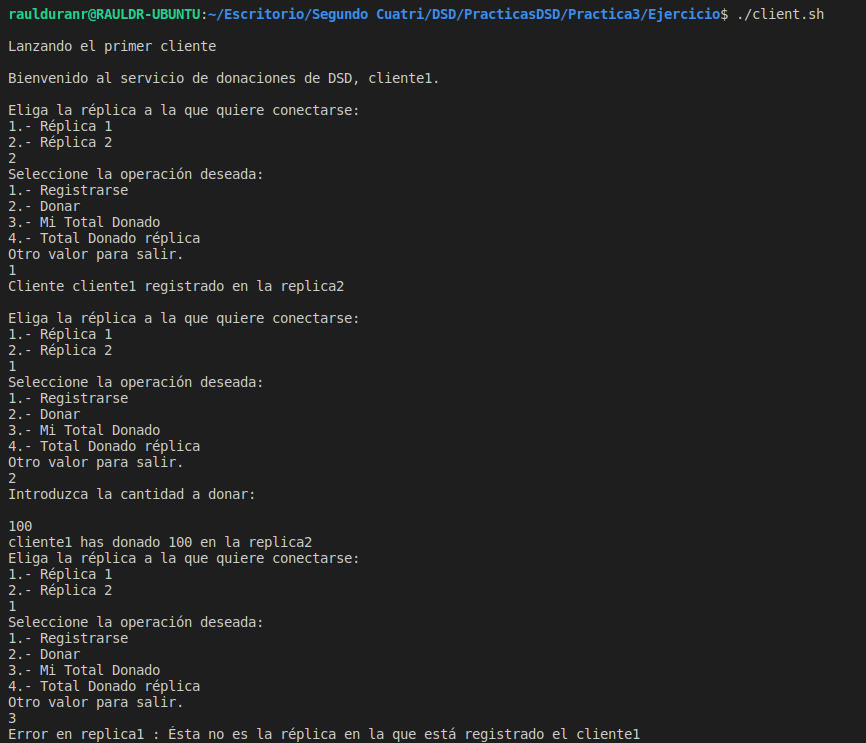 raulduranr@RAULDR-UBUNTU:~/Escritorio/Segundo Cuatri/DSD/PracticasDSD/Practica3/Ejercicio$ ./client.sh
Lanzando el primer cliente
Bienvenido al servicio de donaciones de DSD, cliente1.
Eliga la réplica a la que quiere conectarse:
1.- Réplica 1
2.- Réplica 2
2
Seleccione la operación deseada:
1.- Registrarse
2.- Donar
3.- Mi Total Donado
4.- Total Donado réplica
Otro valor para salir.
1
Cliente cliente1 registrado en la replica2
Eliga la réplica a la que quiere conectarse:
1.- Réplica 1
2.- Réplica 2
1
Seleccione la operación deseada:
1.- Registrarse
2.- Donar
3.- Mi Total Donado
4.- Total Donado réplica
Otro valor para salir.
2
Introduzca la cantidad a donar:
100
cliente1 has donado 100 en la replica2
Eliga la réplica a la que quiere conectarse:
1.- Réplica 1
2.- Réplica 2
1
Seleccione la operación deseada:
1.- Registrarse
2.- Donar
3.- Mi Total Donado
4.- Total Donado réplica
Otro valor para salir.
3
Error en replica1 : Ésta no es la réplica en la que está registrado el cliente1